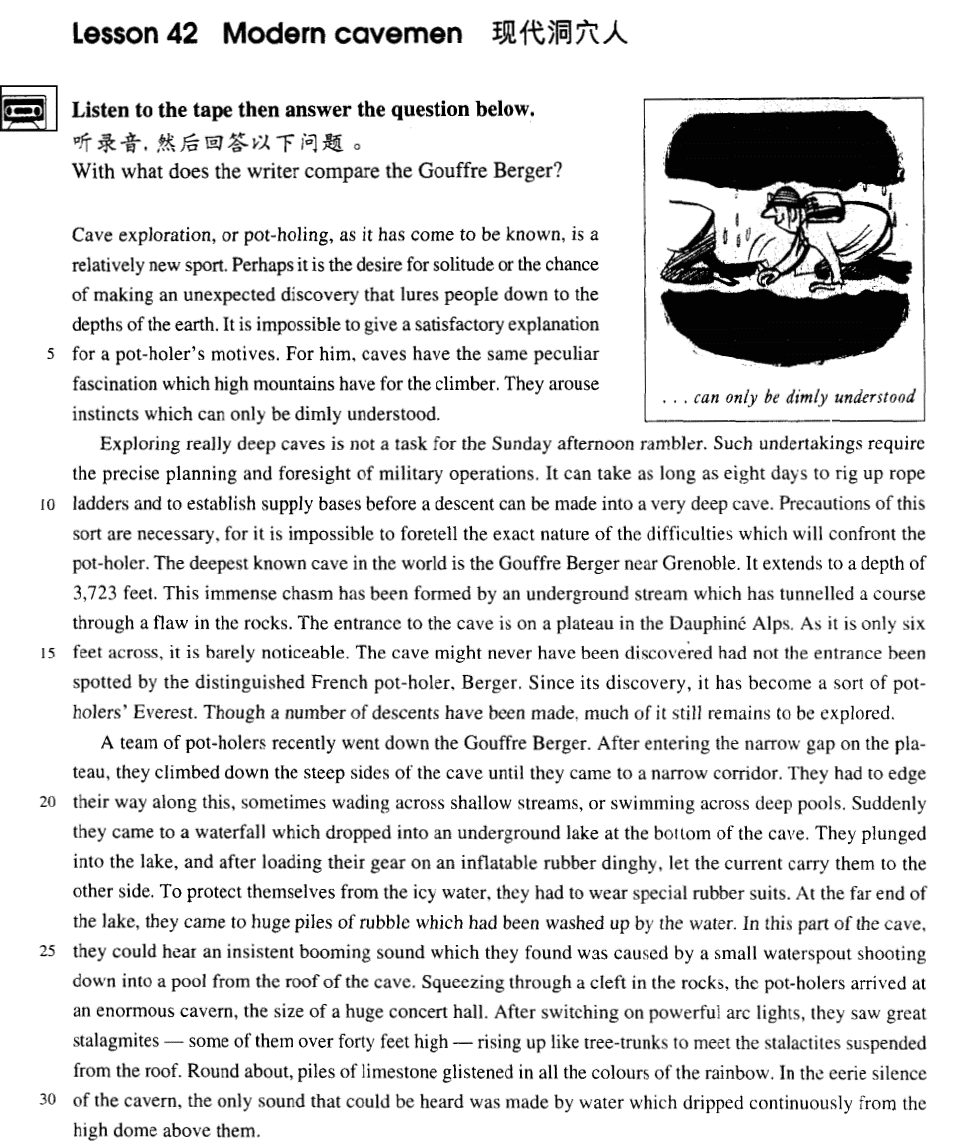 Lesson 42 Modern cavemen 现代洞穴人
Listen to the tape then answer the question below.
听录音,然后回答以下问题。
With what does the writer compare the Gouffre Berger?
Cave exploration, or pot-holing, as it has come to be known, is a
relatively new sport. Perhaps it is the desire for solitude or the chance
of making an unexpected discovery that lures people down to the
depths of the earth. It is impossible to give a satisfactory explanation
5 for a pot-holer's motives. For him, caves have the same peculiar
fascination which high mountains have for the climber. They arouse
instincts which can only be dimly understood.
. . . can only be dimly understood
Exploring really deep caves is not a task for the Sunday afternoon rambler. Such undertakings require
the precise planning and foresight of military operations. It can take as long as eight days to rig up rope
10 ladders and to establish supply bases before a descent can be made into a very deep cave. Precautions of this
sort are necessary, for it is impossible to foretell the exact nature of the difficulties which will confront the
pot-holer. The deepest known cave in the world is the Gouffre Berger near Grenoble. It extends to a depth of
3,723 feet. This immense chasm has been formed by an underground stream which has tunnelled a course
through a flaw in the rocks. The entrance to the cave is on a plateau in the Dauphiné Alps. As it is only six
15 feet across, it is barely noticeable. The cave might never have been discovered had not the entrance been
spotted by the distinguished French pot-holer, Berger. Since its discovery, it has become a sort of pot-
holers' Everest. Though a number of descents have been made, much of it still remains to be explored.
A team of pot-holers recently went down the Gouffre Berger. After entering the narrow gap on the pla-
teau, they climbed down the steep sides of the cave until they came to a narrow corridor. They had to edge
20 their way along this, sometimes wading across shallow streams, or swimming across deep pools. Suddenly
they came to a waterfall which dropped into an underground lake at the bottom of the cave. They plunged
into the lake, and after loading their gear on an inflatable rubber dinghy, let the current carry them to the
other side. To protect themselves from the icy water, they had to wear special rubber suits. At the far end of
the lake, they came to huge piles of rubble which had been washed up by the water. In this part of the cave,
25 they could hear an insistent booming sound which they found was caused by a small waterspout shooting
down into a pool from the roof of the cave. Squeezing through a cleft in the rocks, the pot-holers arrived at
an enormous cavern, the size of a huge concert hall. After switching on powerful arc lights, they saw great
stalagmites — some of them over forty feet high — rising up like tree-trunks to meet the stalactites suspended
from the roof. Round about, piles of limestone glistened in all the colours of the rainbow. In the eerie silence
30 of the cavern, the only sound that could be heard was made by water which dripped continuously from the
high dome above them.